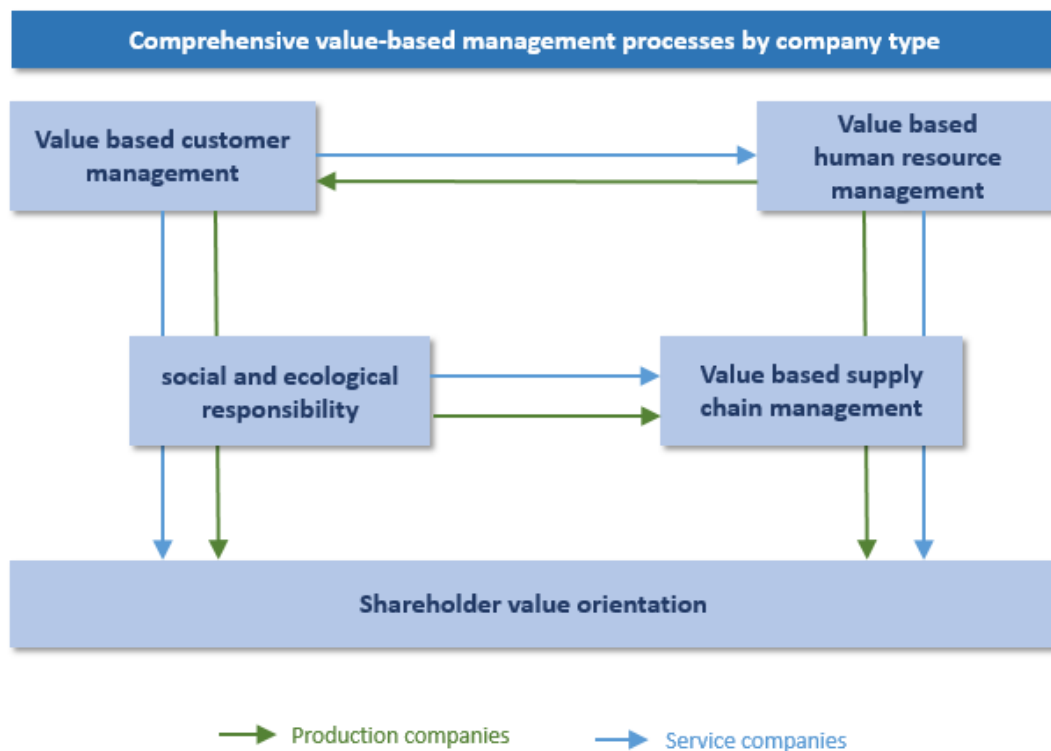 Comprehensive value-based management processes by company type
Value based customer
management
Value based
human resource
management
social and ecological
responsibility
Value based supply
chain management
Shareholder value orientation
Production companies
Service companies